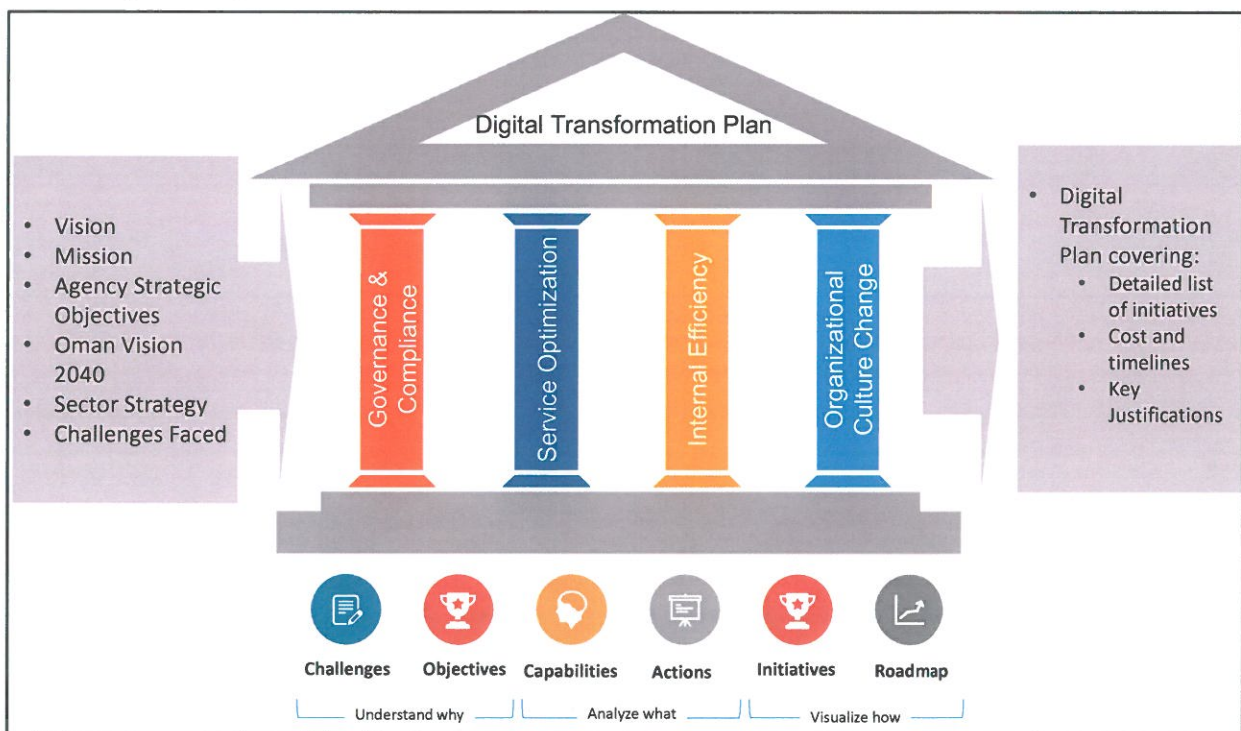 Digital Transformation Plan
• Vision
• Mission
• Agency Strategic
Objectives
• Oman Vision
2040
• Sector Strategy
• Challenges Faced
Governance &
Compliance
Service Optimization
Internal Efficiency
Organizational
Culture Change
• Digital
Transformation
Plan covering:
• Detailed list
of initiatives
• Cost and
timelines
• Key
Justifications
Challenges
Objectives
Capabilities
Actions
Initiatives
Roadmap
Understand why
Analyze what
Visualize how